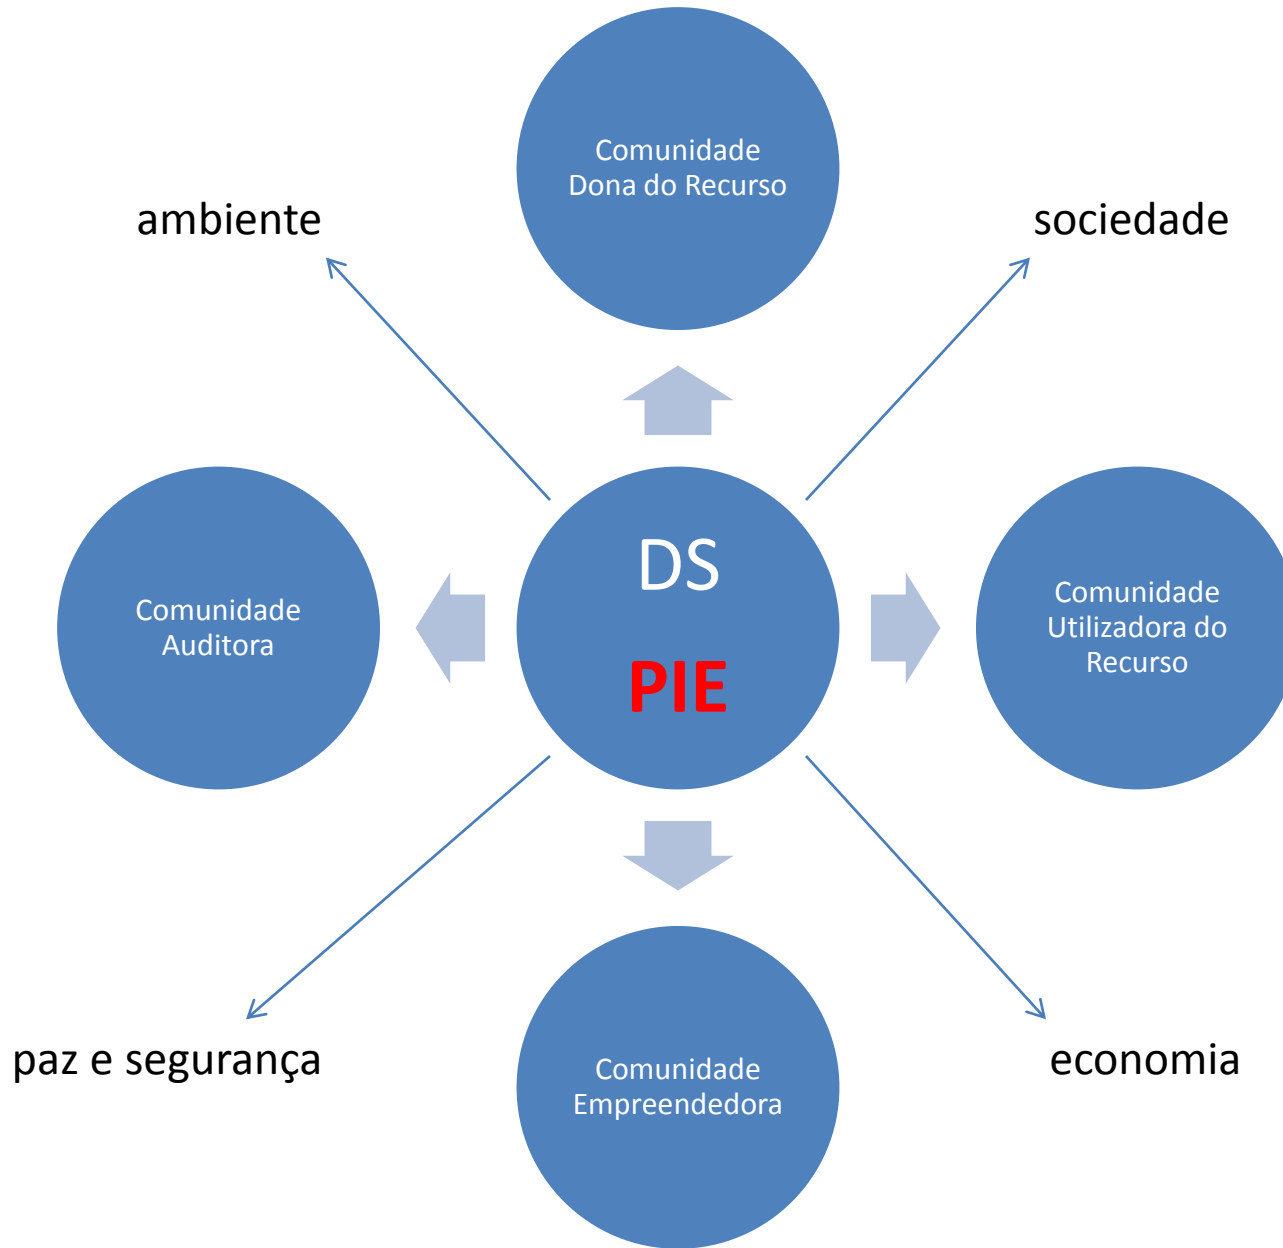 Comunidade
Dona do Recurso
ambiente
sociedade
DS
PIE
Comunidade
Auditora
Comunidade
Utilizadora do
Recurso
paz e segurança
economia
Comunidade
Empreendedora